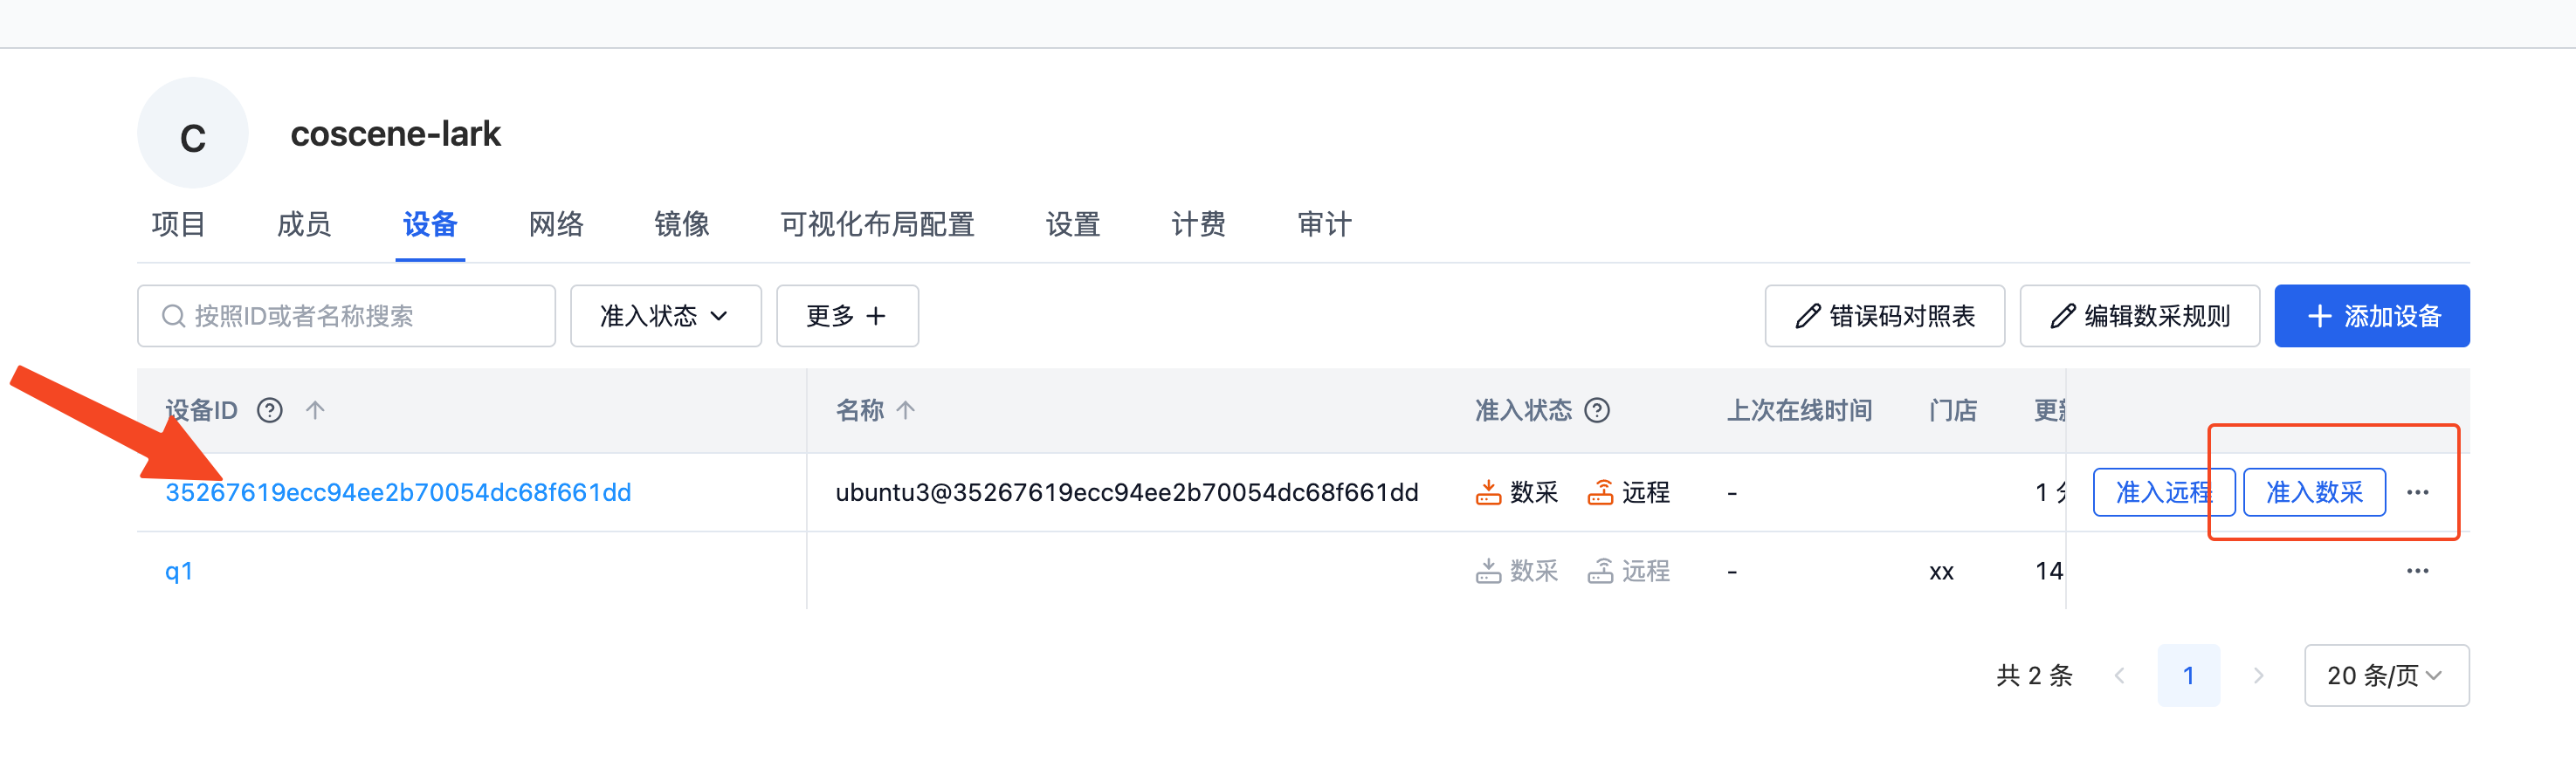 C
coscene-lark
项目 成员 设备 网络 镜像 可视化布局配置 设置 计费 审计
按照ID或者名称搜索 准入状态 更多 错误码对照表 编辑数采规则 添加设备
设备ID 名称 准入状态 上次在线时间 门店 更新
35267619ecc94ee2b70054dc68f661dd ubuntu3@35267619ecc94ee2b70054dc68f661dd 数采 远程 - 1 分 准入远程 准入数采 ...
q1 数采 远程 - xx 14 ...
共 2 条 1 20 条/页